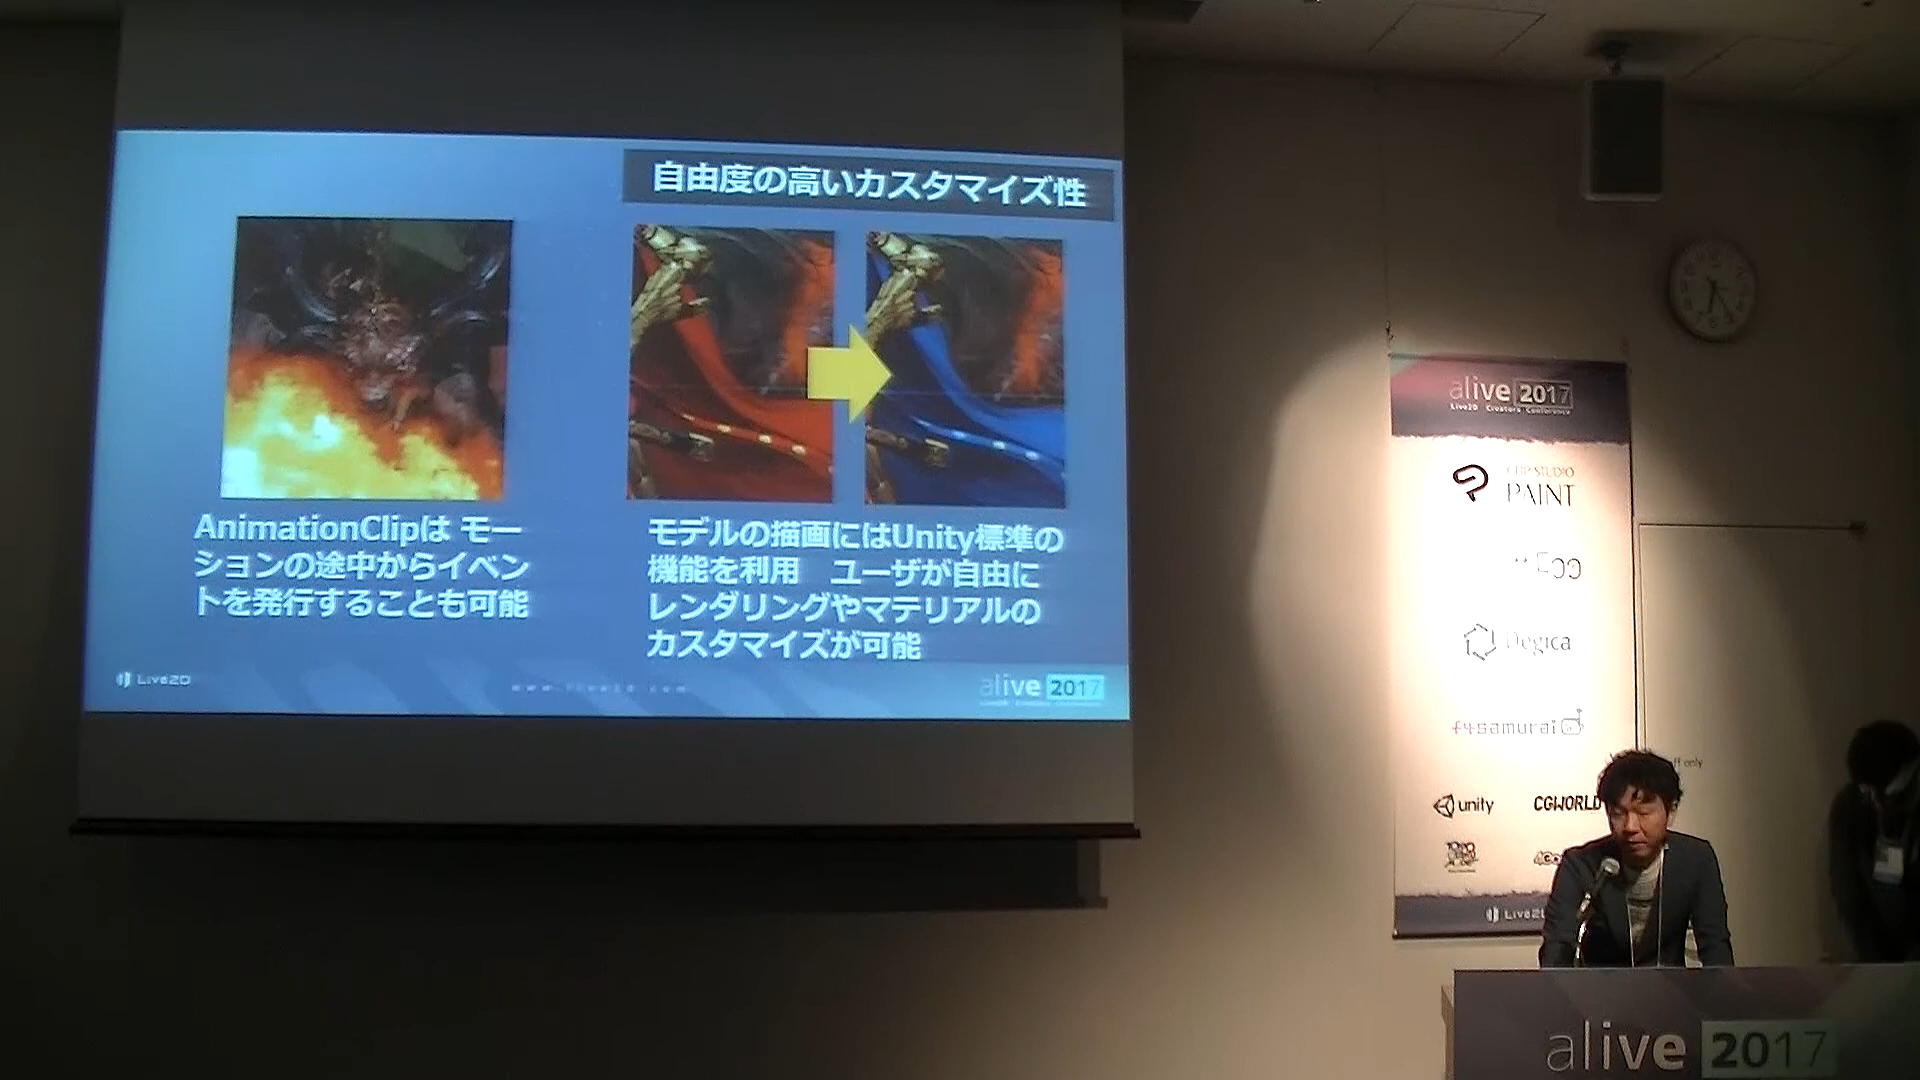 自由度の高いカスタマイズ性
AnimationClipは モー
ションの途中からイベン
トを発行することも可能
モデルの描画にはUnity標準の
機能を利用　ユーザが自由に
レンダリングやマテリアルの
カスタマイズが可能
Live2D
alive 2017
alive 2017
Live2D Creators Conference
CLIP STUDIO
PAINT
Degica
f4samurai
unity
CGWORLD
Live2D
ff only
alive 2017